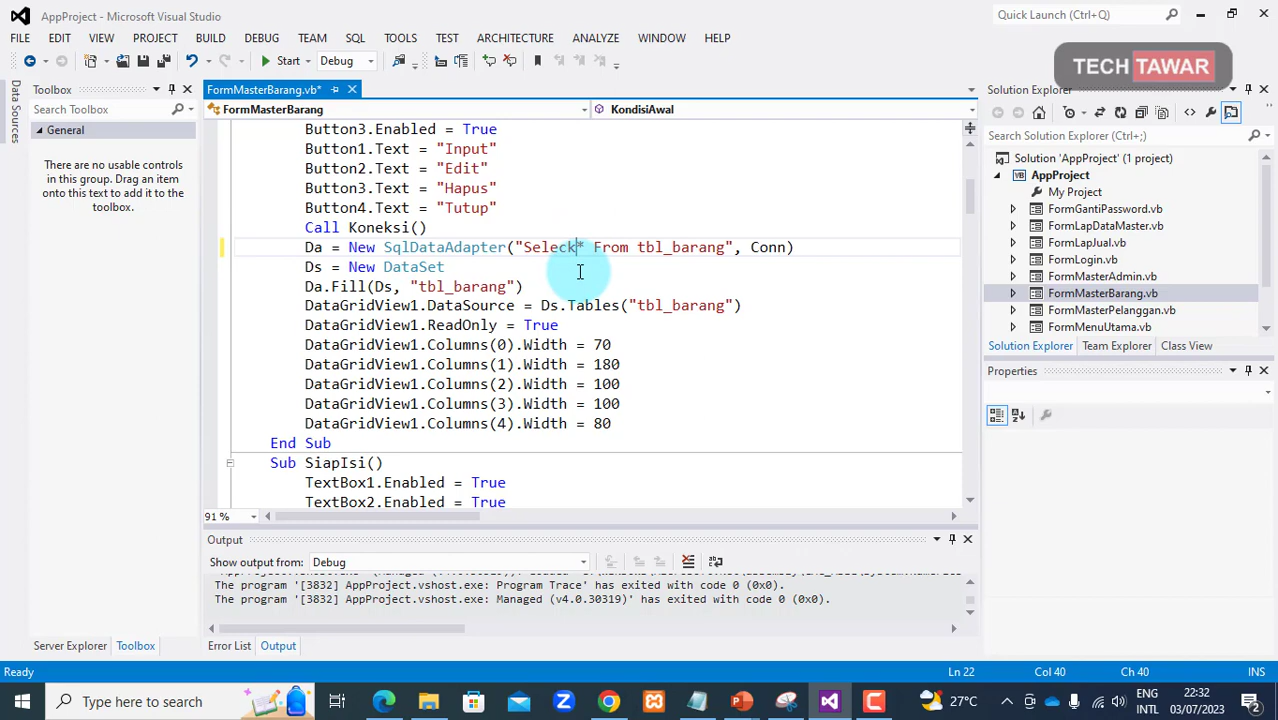 AppProject - Microsoft Visual Studio
Quick Launch (Ctrl+Q)
FILE EDIT VIEW PROJECT BUILD DEBUG TEAM SQL TOOLS TEST ARCHITECTURE ANALYZE WINDOW HELP
Start Debug
TECH TAWAR
Data Sources
Toolbox
Search Toolbox
General
There are no usable controls
in this group. Drag an item
onto this text to add it to the
toolbox.
FormMasterBarang.vb*
FormMasterBarang
KondisiAwal
Button3.Enabled = True
Button1.Text = "Input"
Button2.Text = "Edit"
Button3.Text = "Hapus"
Button4.Text = "Tutup"
Call Koneksi()
Da = New SqlDataAdapter("Seleck* From tbl_barang", Conn)
Ds = New DataSet
Da.Fill(Ds, "tbl_barang")
DataGridView1.DataSource = Ds.Tables("tbl_barang")
DataGridView1.ReadOnly = True
DataGridView1.Columns(0).Width = 70
DataGridView1.Columns(1).Width = 180
DataGridView1.Columns(2).Width = 100
DataGridView1.Columns(3).Width = 100
DataGridView1.Columns(4).Width = 80
End Sub
Sub SiapIsi()
TextBox1.Enabled = True
TextBox2.Enabled = True
91 %
Output
Show output from: Debug
The program '[3832] AppProject.vshost.exe: Program Trace' has exited with code 0 (0x0).
The program '[3832] AppProject.vshost.exe: Managed (v4.0.30319)' has exited with code 0 (0x0).
Solution Explorer
Search Solution Explorer (Ctrl+;)
Solution 'AppProject' (1 project)
AppProject
My Project
FormGantiPassword.vb
FormLapJual.vb
FormLogin.vb
FormMasterAdmin.vb
FormMasterBarang.vb
FormMasterPelanggan.vb
FormMenuUtama.vb
Solution Explorer Team Explorer Class View
Properties
Server Explorer Toolbox
Error List Output
Ready
Ln 22 Col 40 Ch 40 INS
Type here to search
27°C
ENG
INTL
22:32
03/07/2023
2